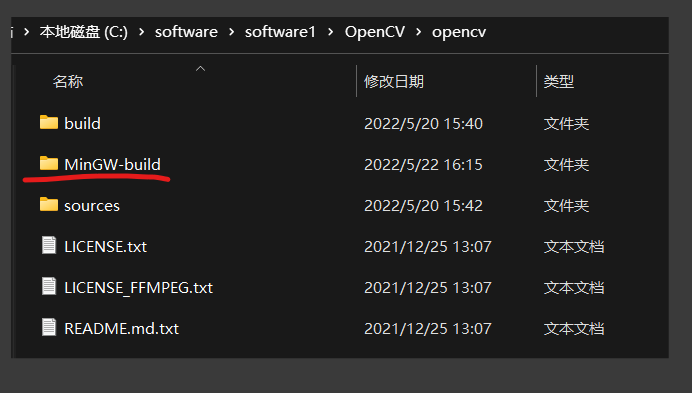 本地磁盘 (C:) > software > software1 > OpenCV > opencv
名称 修改日期 类型
build 2022/5/20 15:40 文件夹
MinGW-build 2022/5/22 16:15 文件夹
sources 2022/5/20 15:42 文件夹
LICENSE.txt 2021/12/25 13:07 文本文档
LICENSE_FFMPEG.txt 2021/12/25 13:07 文本文档
README.md.txt 2021/12/25 13:07 文本文档